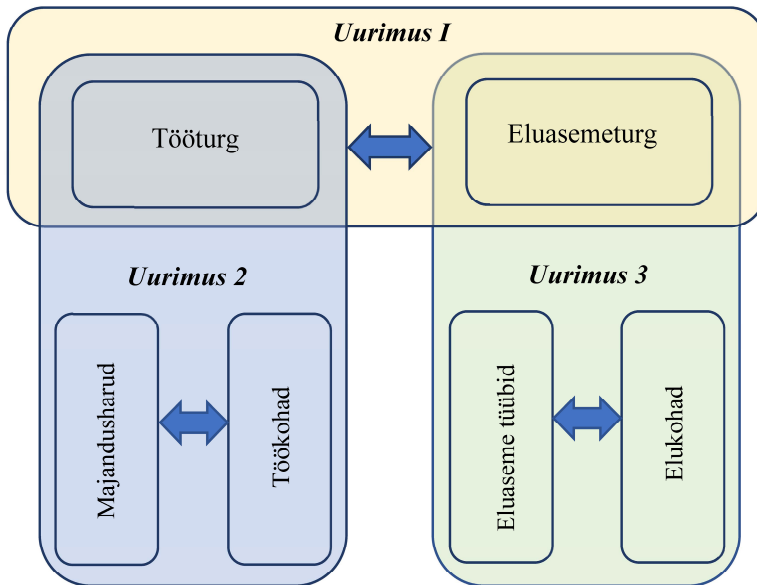 Uurimus I
Tööturg
Eluasemeturg
Uurimus 2
Uurimus 3
Majandusharud
Töökohad
Eluaseme tüübid
Elukohad